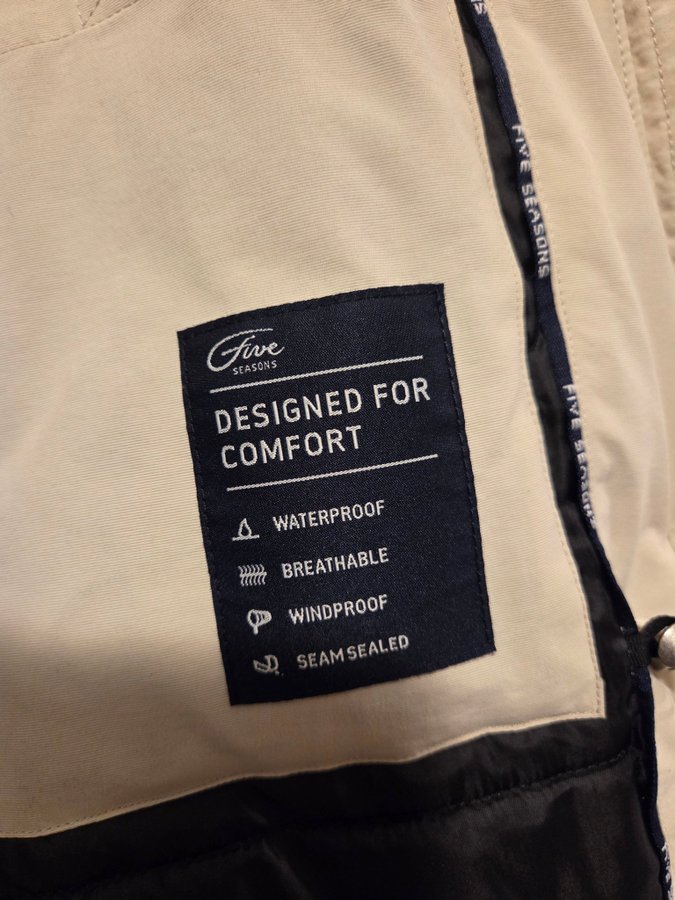 Five
SEASONS
DESIGNED FOR
COMFORT
WATERPROOF
BREATHABLE
WINDPROOF
SEAM SEALED
FIVE SEASONS
FIVE SEASONS